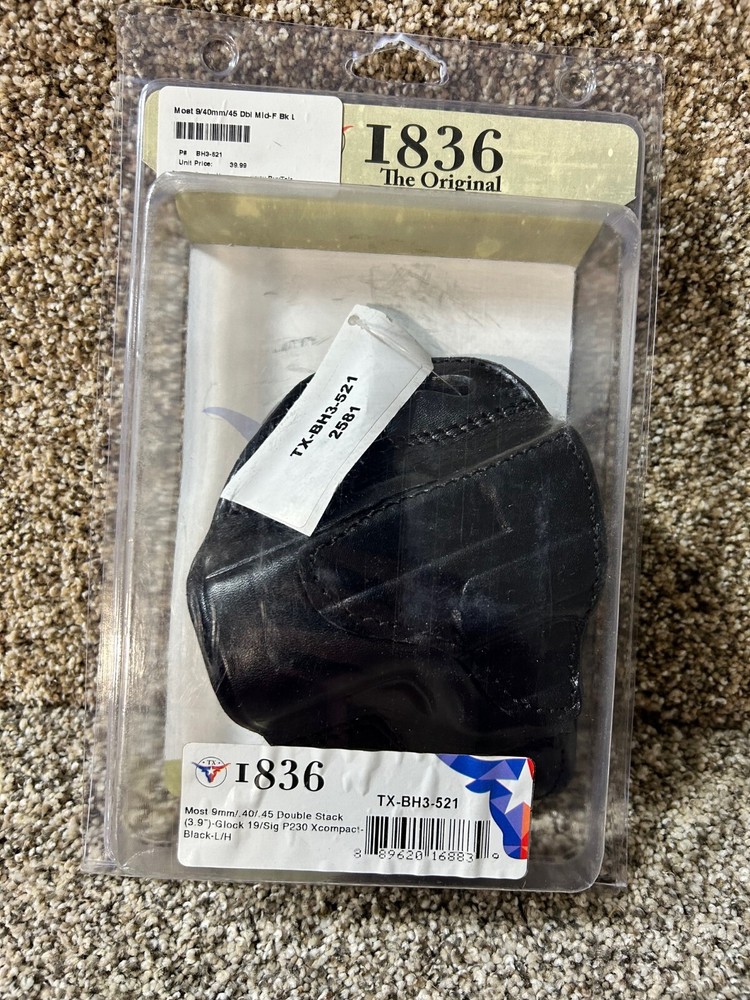 Most 9/40mm/45 Dbl Mid-F Bk L
P# BH3-521
Unit Price: 39.99
1836
The Original
TX-BH3-521
2581
TX
1836
TX-BH3-521
Most 9mm/.40/.45 Double Stack
(3.9")-Glock 19/Sig P230 Xcompact-
Black-L/H
8 89620 16883 9